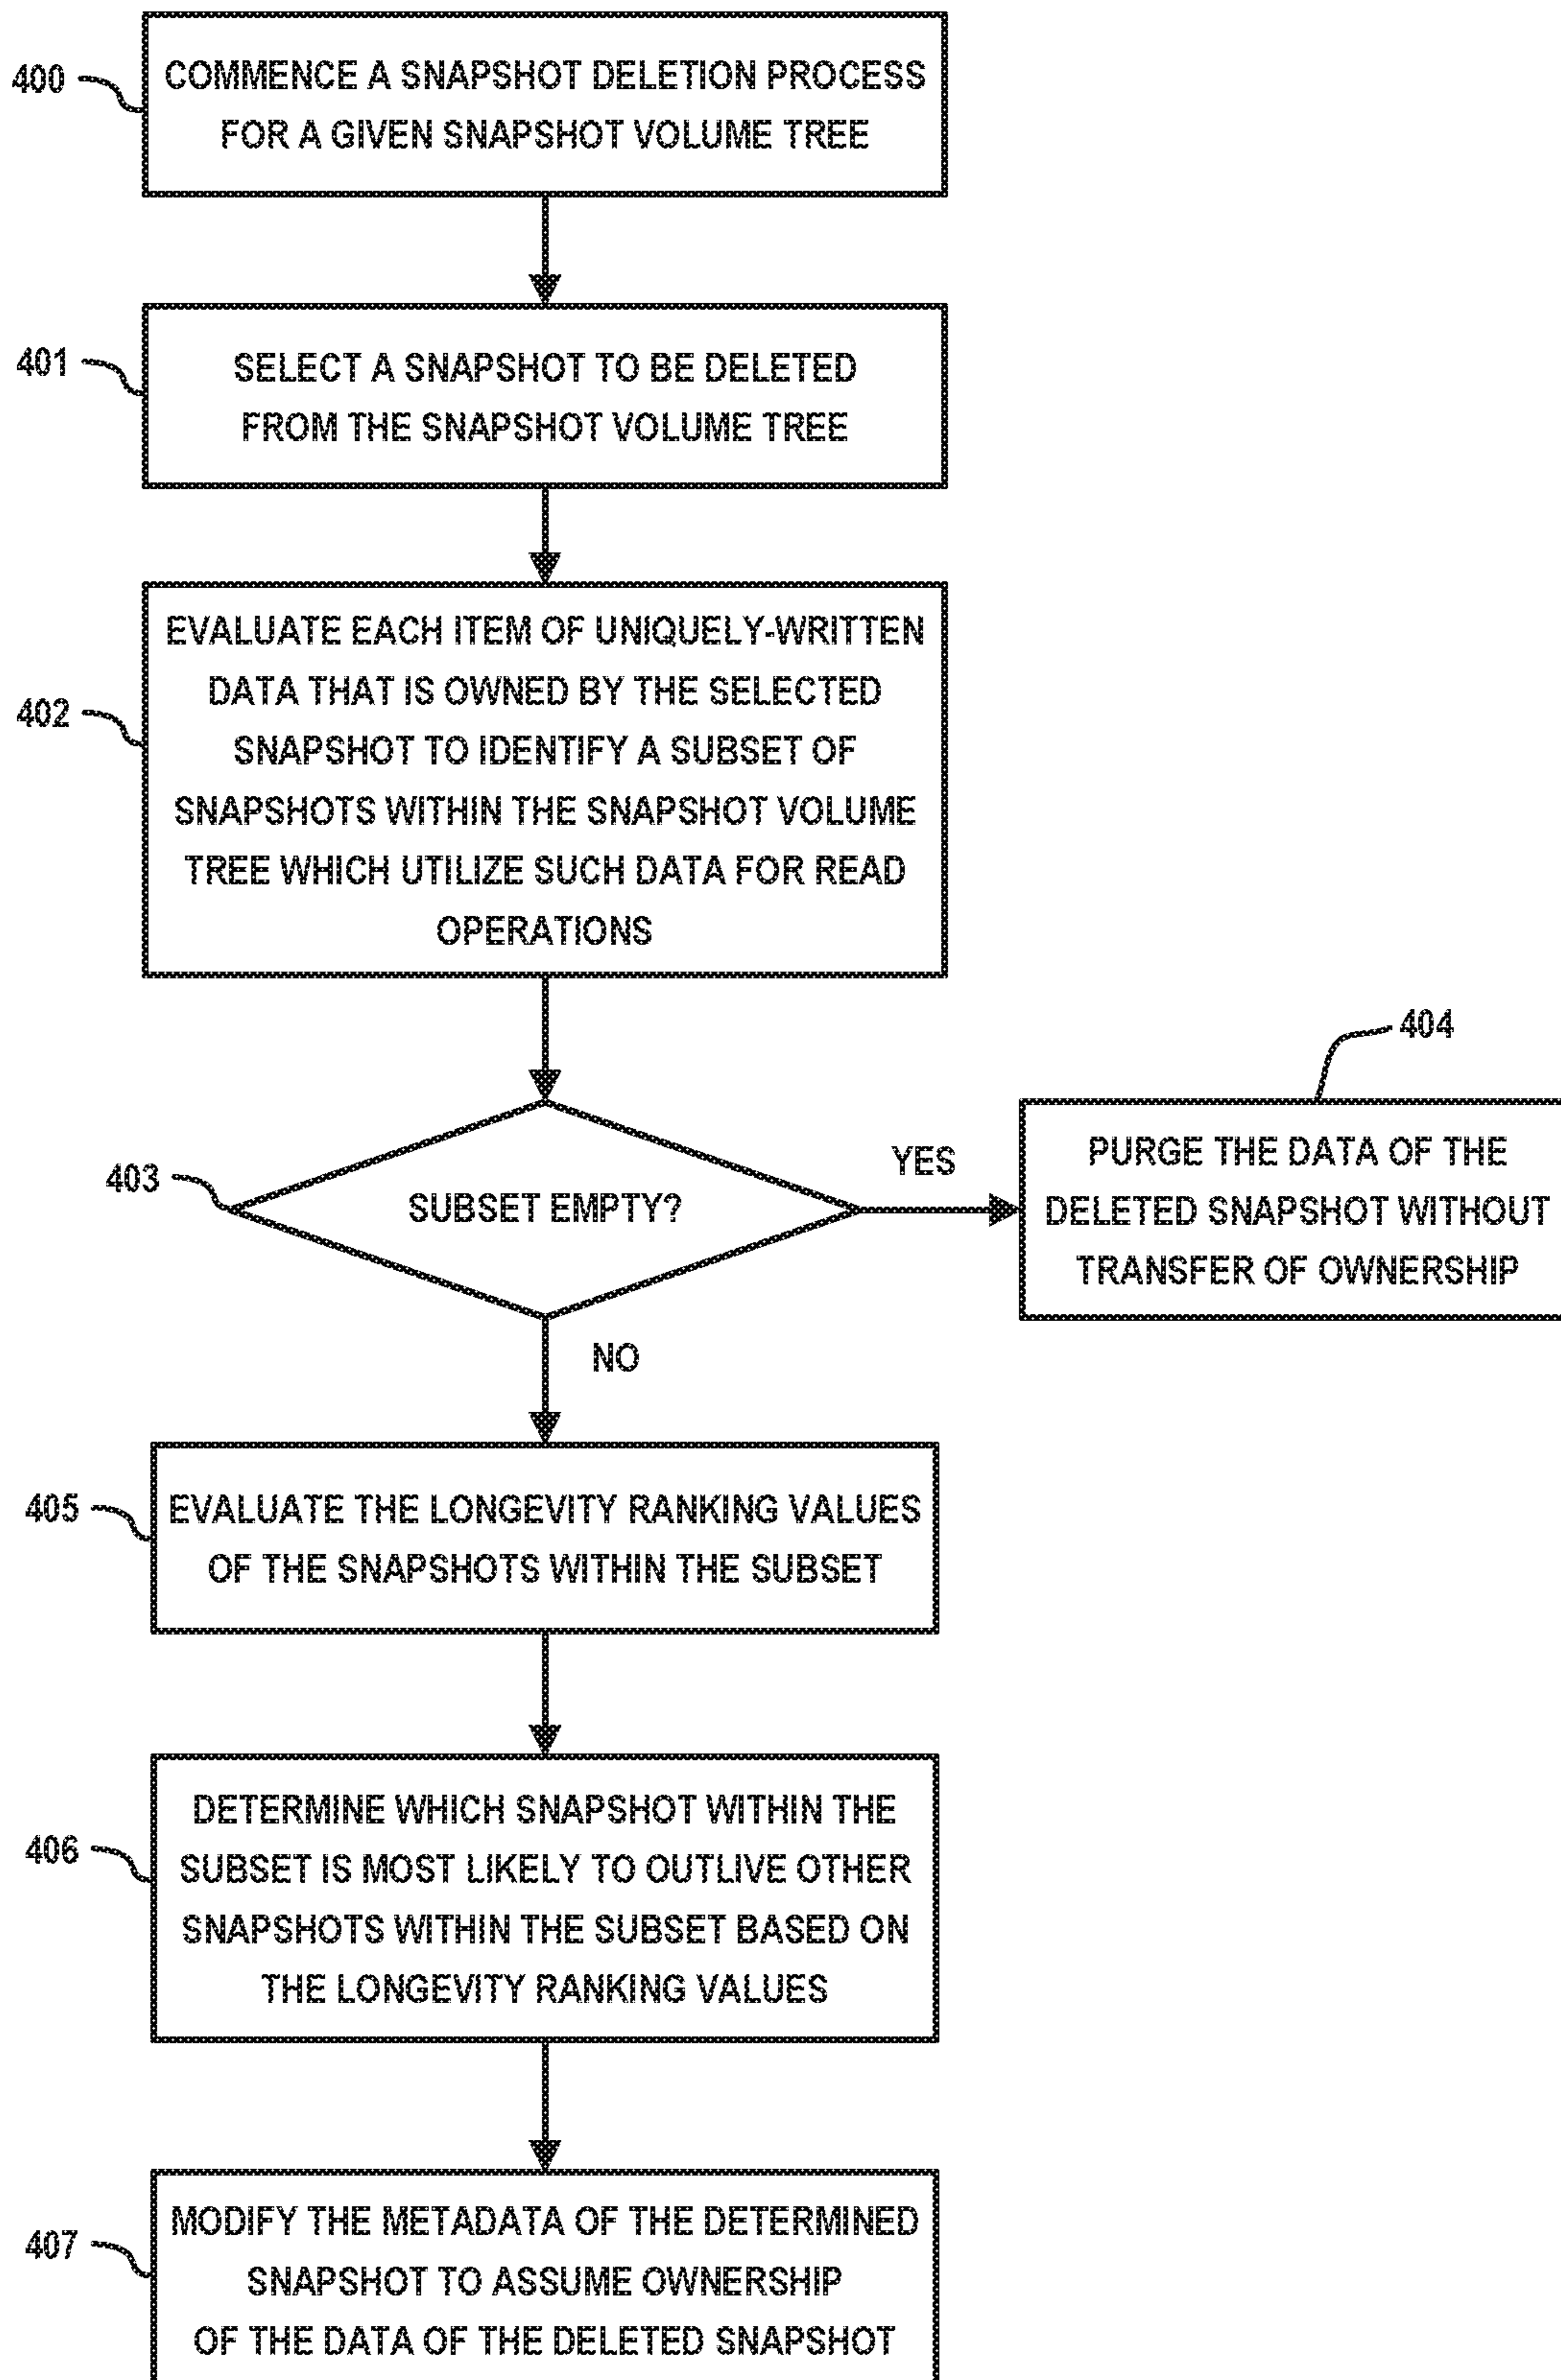 400
COMMENCE A SNAPSHOT DELETION PROCESS
FOR A GIVEN SNAPSHOT VOLUME TREE
401
SELECT A SNAPSHOT TO BE DELETED
FROM THE SNAPSHOT VOLUME TREE
402
EVALUATE EACH ITEM OF UNIQUELY-WRITTEN
DATA THAT IS OWNED BY THE SELECTED
SNAPSHOT TO IDENTIFY A SUBSET OF
SNAPSHOTS WITHIN THE SNAPSHOT VOLUME
TREE WHICH UTILIZE SUCH DATA FOR READ
OPERATIONS
403
SUBSET EMPTY?
YES
404
PURGE THE DATA OF THE
DELETED SNAPSHOT WITHOUT
TRANSFER OF OWNERSHIP
NO
405
EVALUATE THE LONGEVITY RANKING VALUES
OF THE SNAPSHOTS WITHIN THE SUBSET
406
DETERMINE WHICH SNAPSHOT WITHIN THE
SUBSET IS MOST LIKELY TO OUTLIVE OTHER
SNAPSHOTS WITHIN THE SUBSET BASED ON
THE LONGEVITY RANKING VALUES
407
MODIFY THE METADATA OF THE DETERMINED
SNAPSHOT TO ASSUME OWNERSHIP
OF THE DATA OF THE DELETED SNAPSHOT